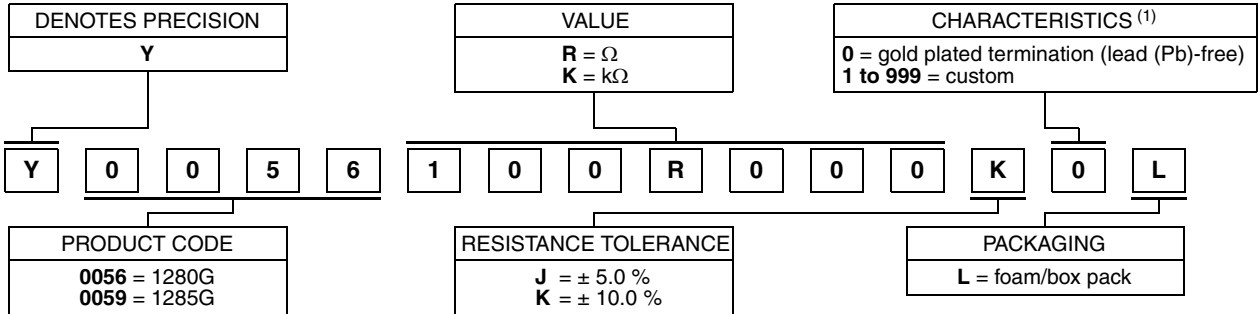 DENOTES PRECISION
Y
VALUE
R = Ω
K = kΩ
CHARACTERISTICS (1)
0 = gold plated termination (lead (Pb)-free)
1 to 999 = custom
Y 0 0 5 6 1 0 0 R 0 0 0 K 0 L
PRODUCT CODE
0056 = 1280G
0059 = 1285G
RESISTANCE TOLERANCE
J = ± 5.0 %
K = ± 10.0 %
PACKAGING
L = foam/box pack